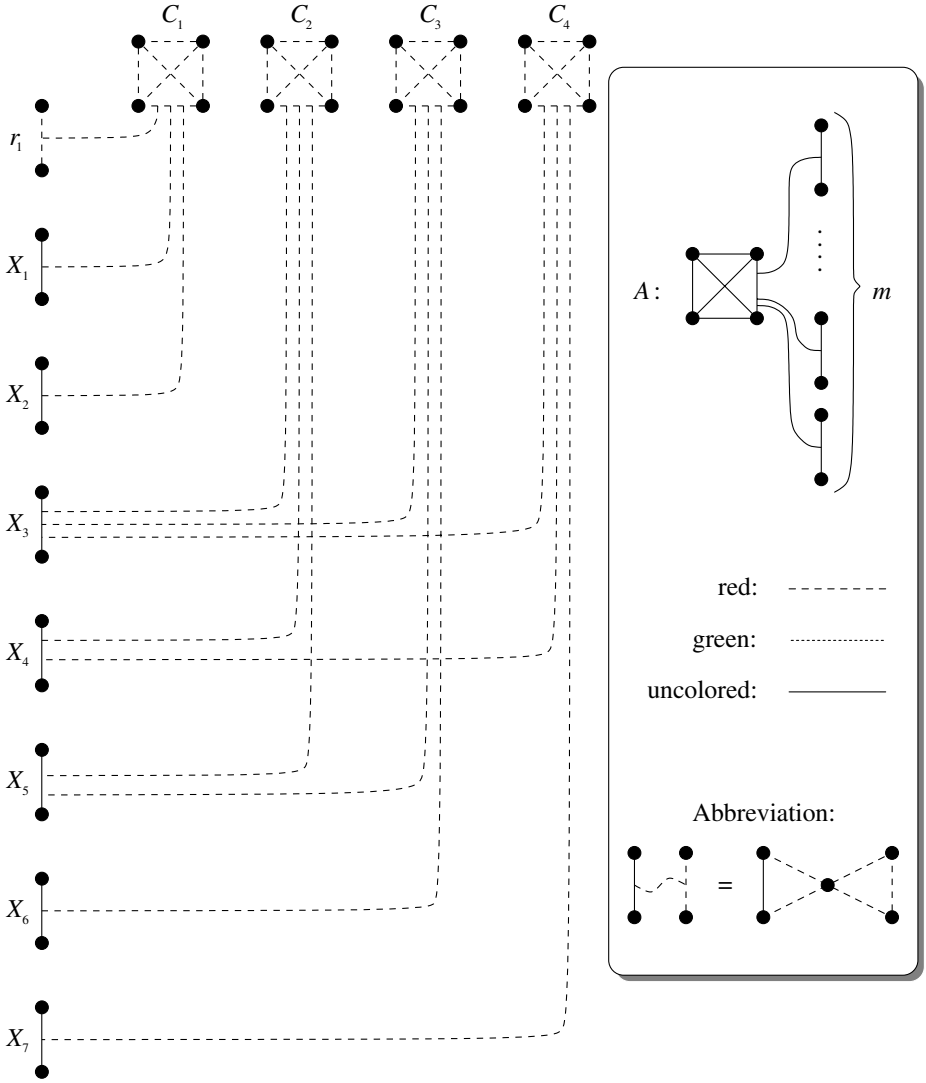 C1 C2 C3 C4
r1
X1
X2
X3
X4
X5
X6
X7
A: m
red:
green:
uncolored:
Abbreviation:
=